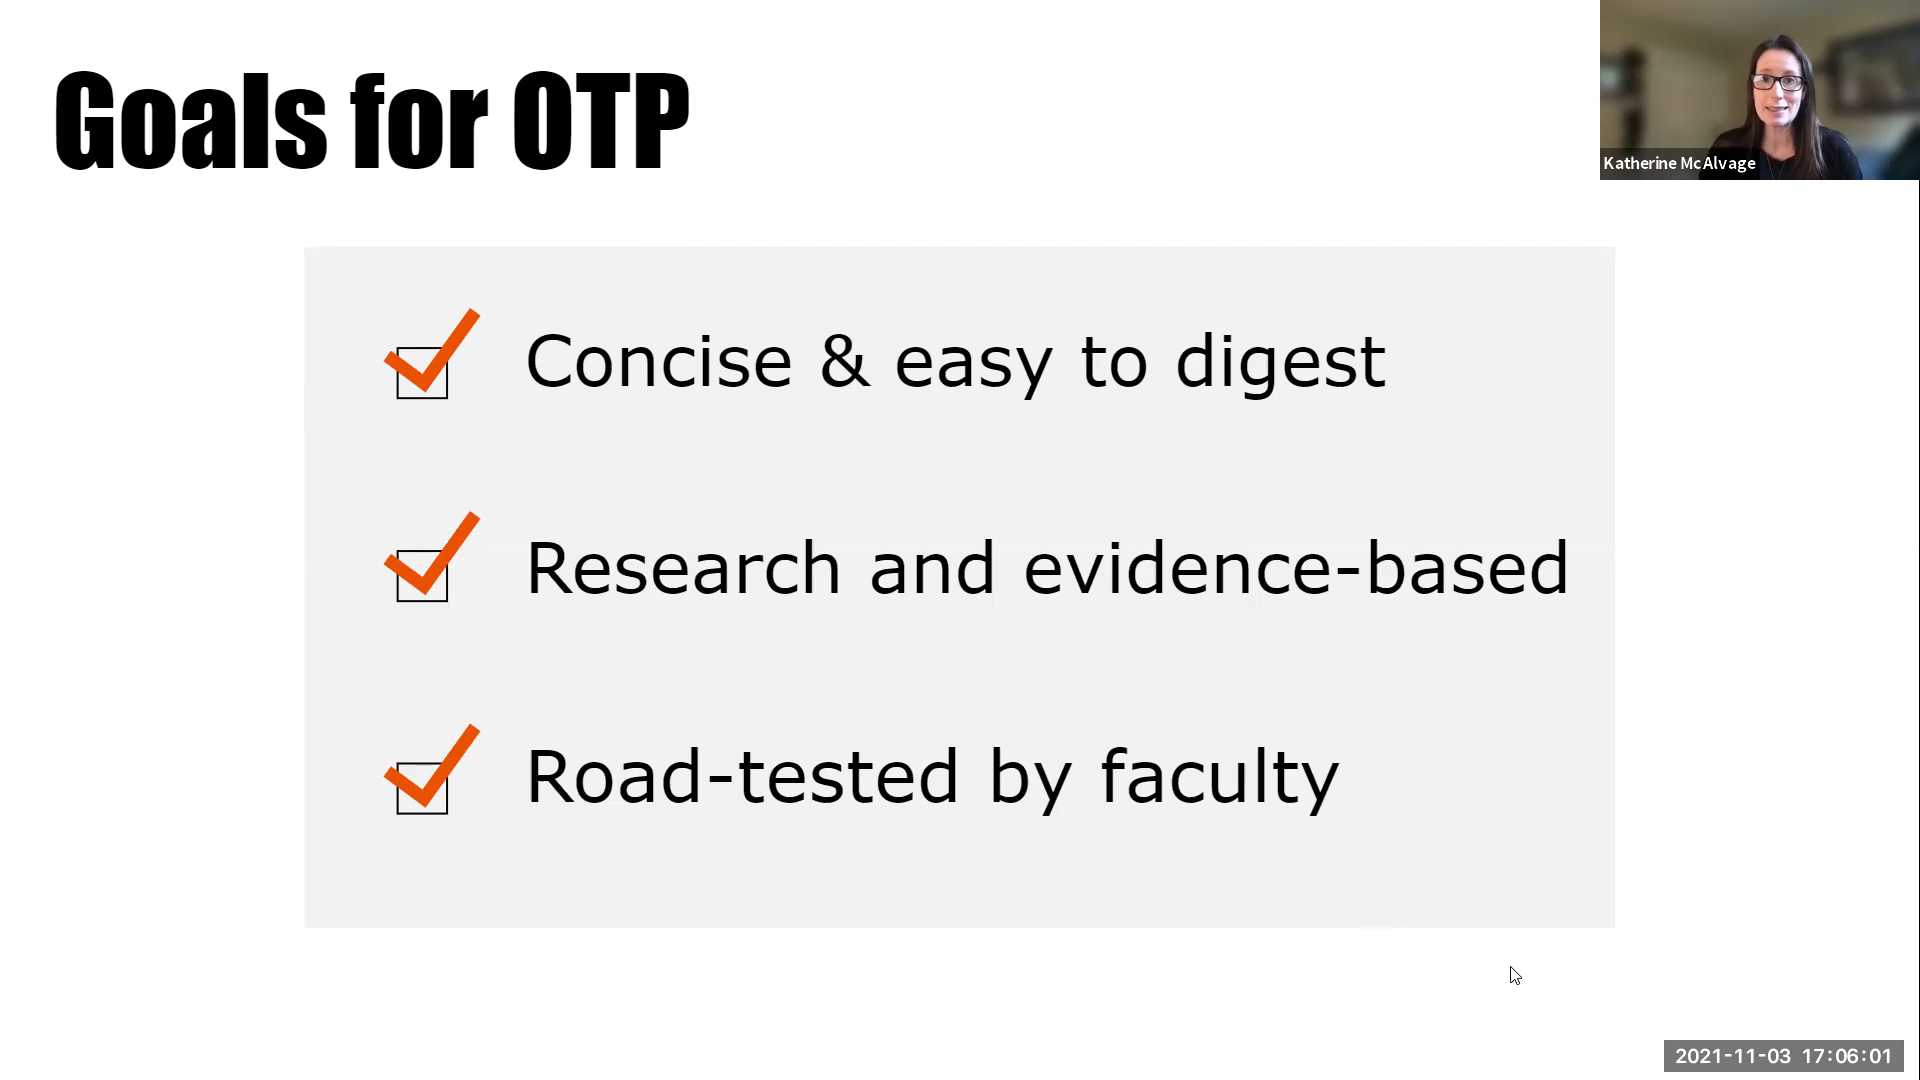 Goals for OTP
Katherine McAlvage
Concise & easy to digest
Research and evidence-based
Road-tested by faculty
2021-11-03 17:06:01